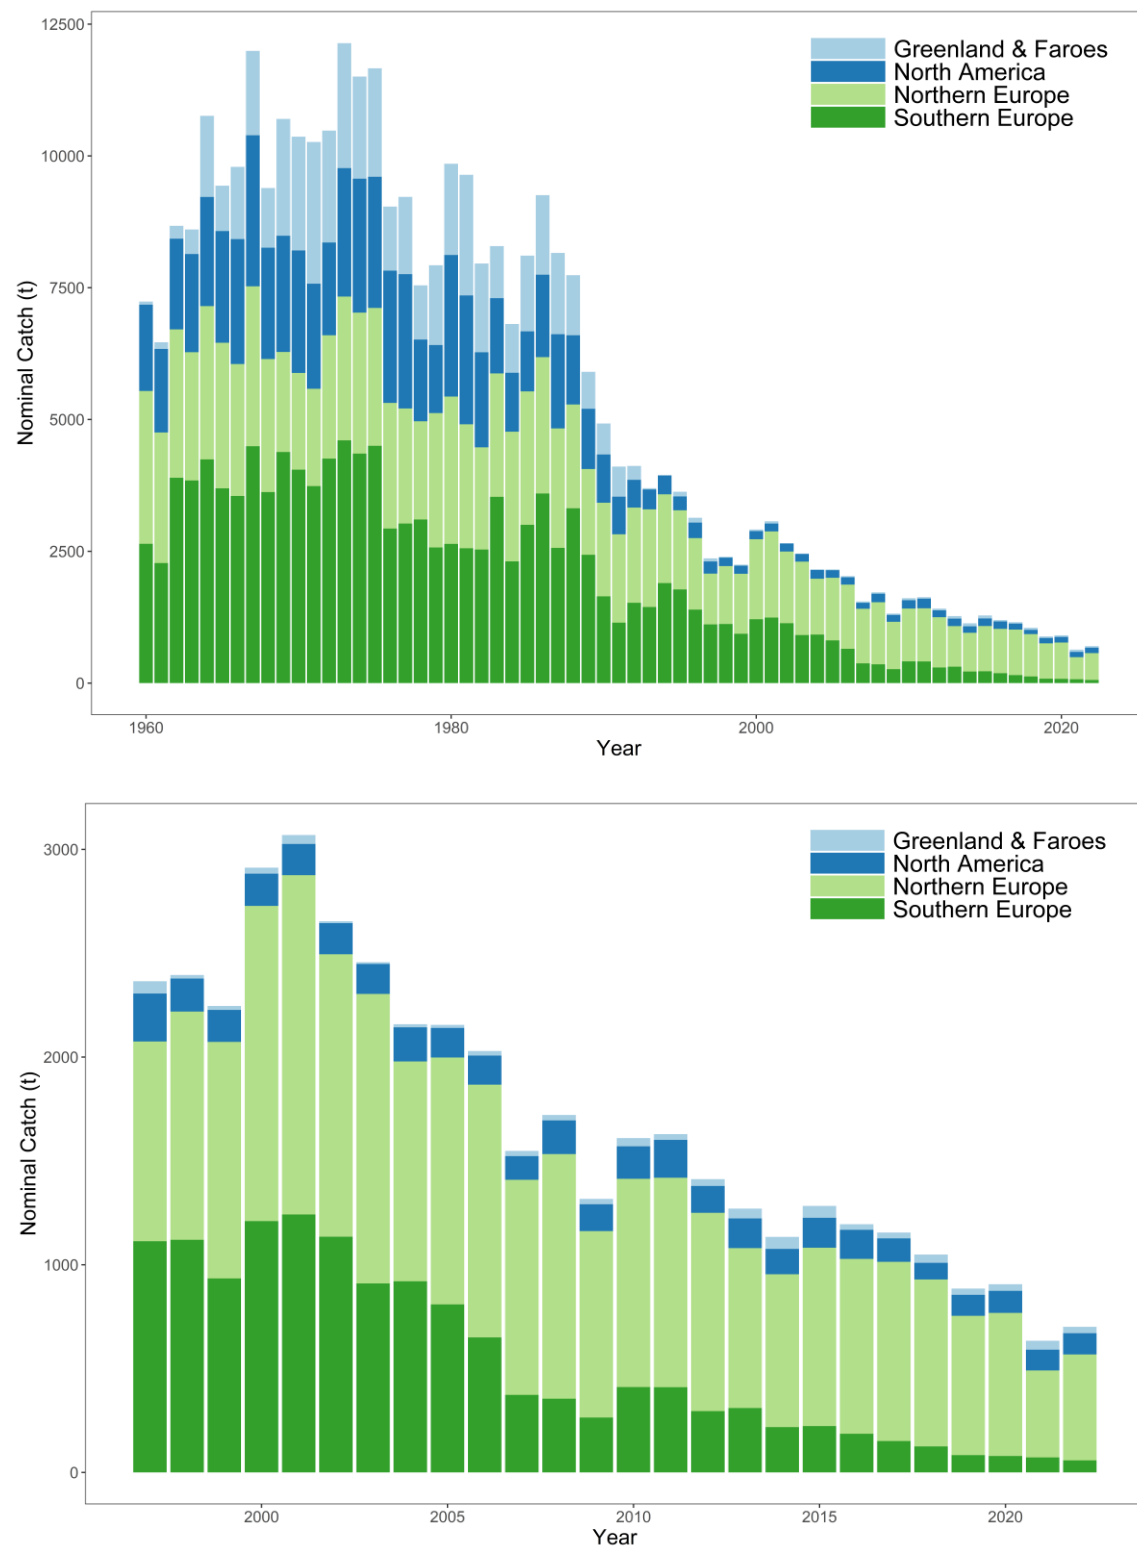 12500
10000
7500
5000
2500
0
Nominal Catch (t)
Greenland & Faroes
North America
Northern Europe
Southern Europe
1960
1980
2000
2020
Year
3000
2000
1000
0
Nominal Catch (t)
Greenland & Faroes
North America
Northern Europe
Southern Europe
2000
2005
2010
2015
2020
Year